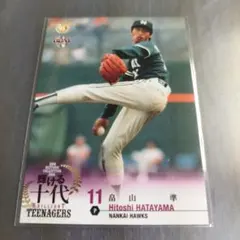 輝ける
十代
BRILLIANT
TEENAGERS
11
P
畠山 準
Hitoshi HATAYAMA
NANKAI HAWKS